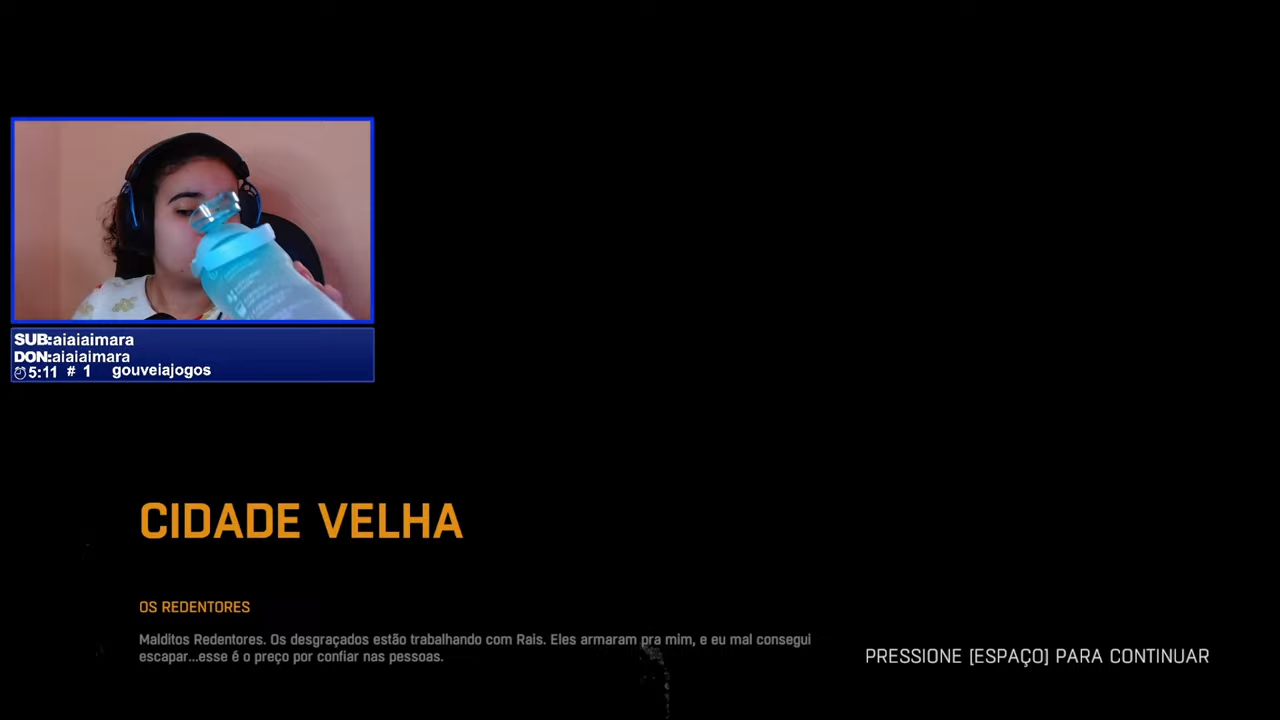 SUB:aiaiaimara
DON:aiaiaimara
5:11 # 1 gouveiajogos
CIDADE VELHA
OS REDENTORES
Malditos Redentores. Os desgraçados estão trabalhando com Rais. Eles armaram pra mim, e eu mal consegui
escapar...esse é o preço por confiar nas pessoas.
PRESSIONE [ESPAÇO] PARA CONTINUAR